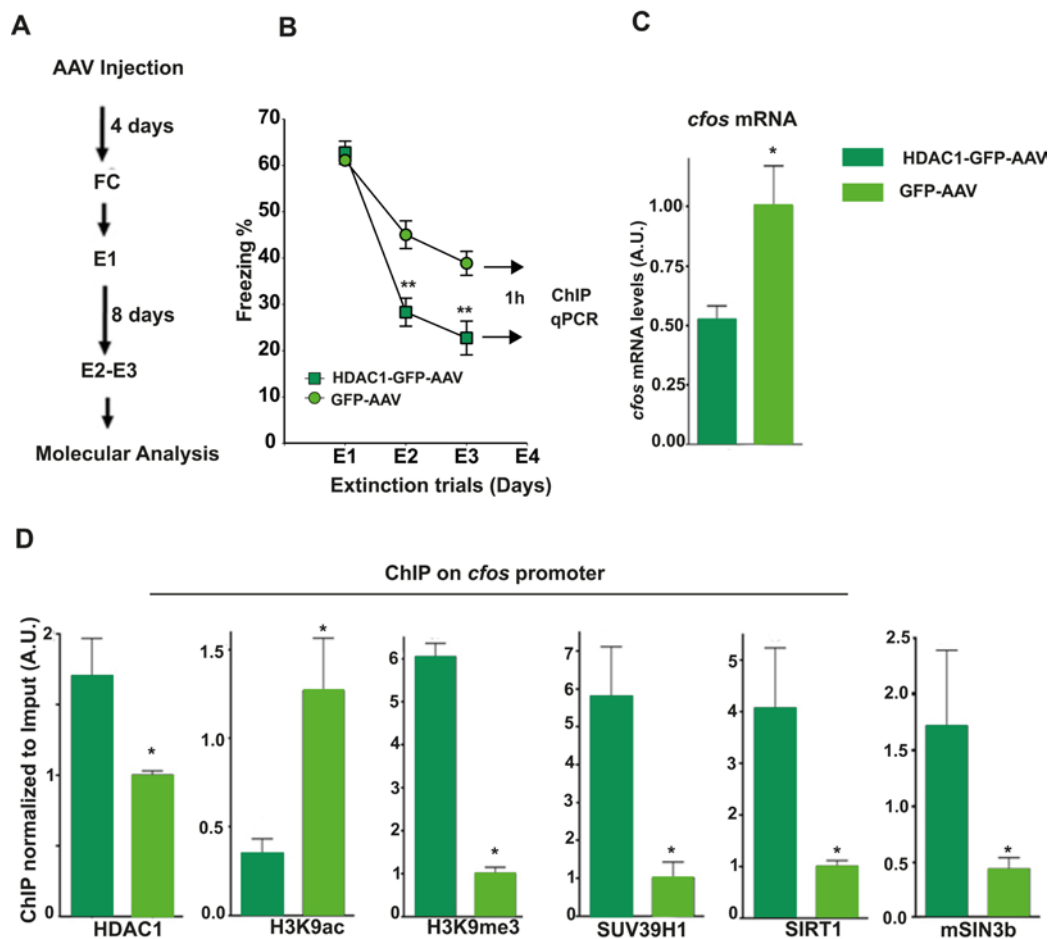 A
AAV Injection
4 days
FC
E1
8 days
E2-E3
Molecular Analysis
B
70
60
50
40
30
20
10
0
Freezing %
**
**
1h
ChIP
qPCR
HDAC1-GFP-AAV
GFP-AAV
E1 E2 E3 E4
Extinction trials (Days)
C
cfos mRNA
*
1.00
0.00
0.50
0.00
cfos mRNA levels (A.U.)
HDAC1-GFP-AAV
GFP-AAV
D
ChIP on cfos promoter
ChIP normalized to Imput (A.U.)
2
1
0
*
HDAC1
1.5
1.0
0.5
0.0
*
H3K9ac
6
5
4
3
2
1
0
*
H3K9me3
7
6
5
4
3
2
1
0
*
SUV39H1
5
4
3
2
1
0
*
SIRT1
2.5
2.0
1.5
1.0
0.5
0.0
*
mSIN3b